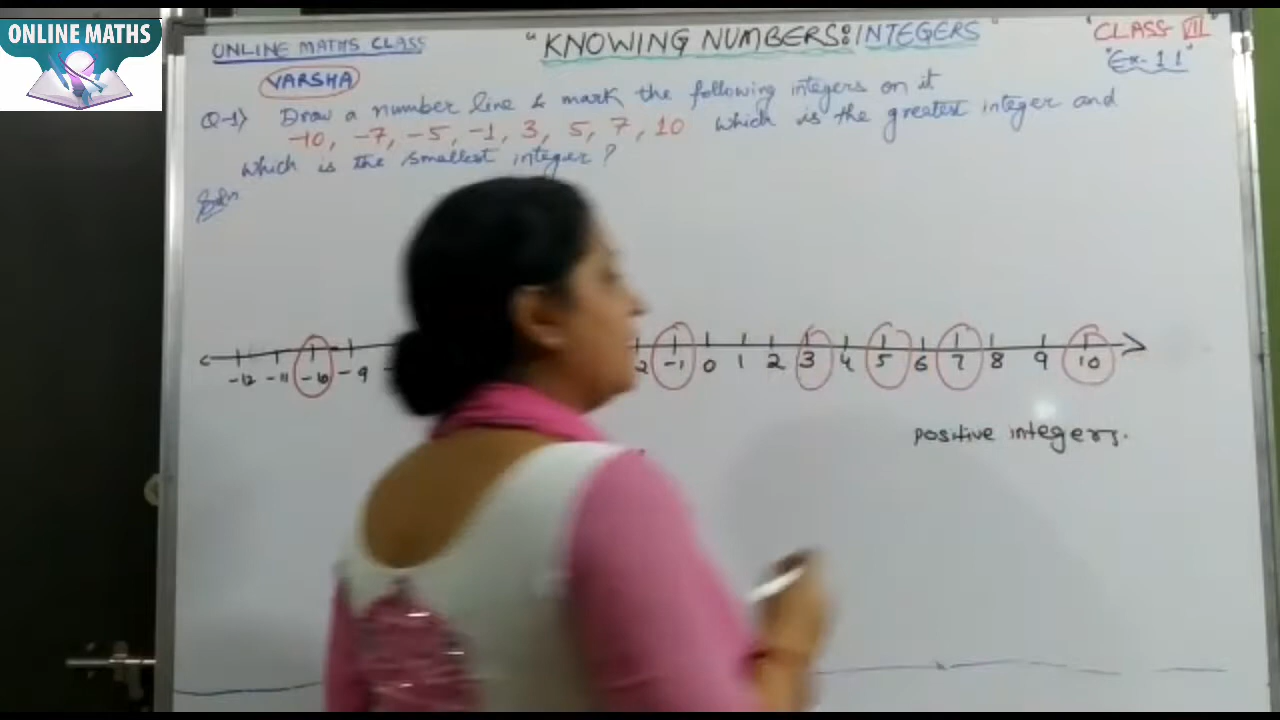 ONLINE MATHS
ONLINE MATHS CLASS
"KNOWING NUMBERS: INTEGERS"
"CLASS VII"
"Ex-1.1"
VARSHA
Q-1) Draw a number line & mark the following integers on it
-10, -7, -5, -1, 3, 5, 7, 10 which is the greatest integer and
which is the smallest integer?
Soln
-12 -11 -10 -9 2 -1 0 1 2 3 4 5 6 7 8 9 10
positive integers.